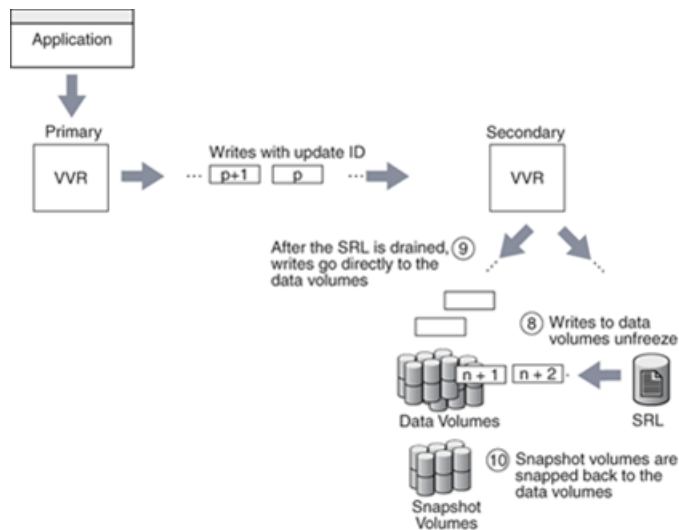 Application
Primary
VVR
Writes with update ID
... p+1 p ...
Secondary
VVR
After the SRL is drained, 9
writes go directly to the
data volumes
8 Writes to data
volumes unfreeze
n + 1 n + 2
Data Volumes
SRL
10 Snapshot volumes are
snapped back to the
data volumes
Snapshot
Volumes